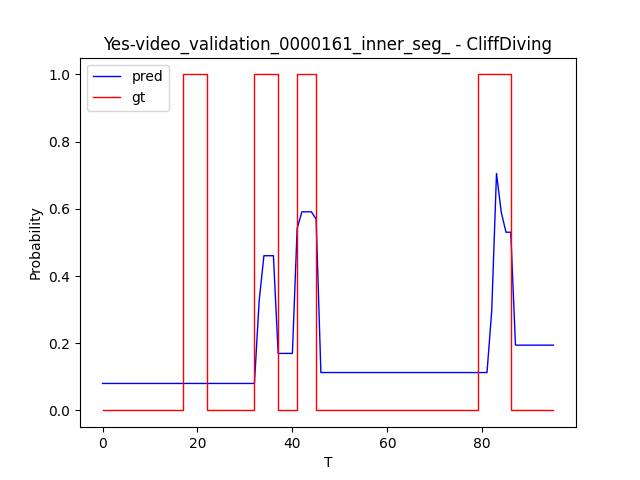 Yes-video_validation_0000161_inner_seg_ - CliffDiving
pred
gt
1.0
0.8
0.6
0.4
0.2
0.0
Probability
0 20 40 60 80
T